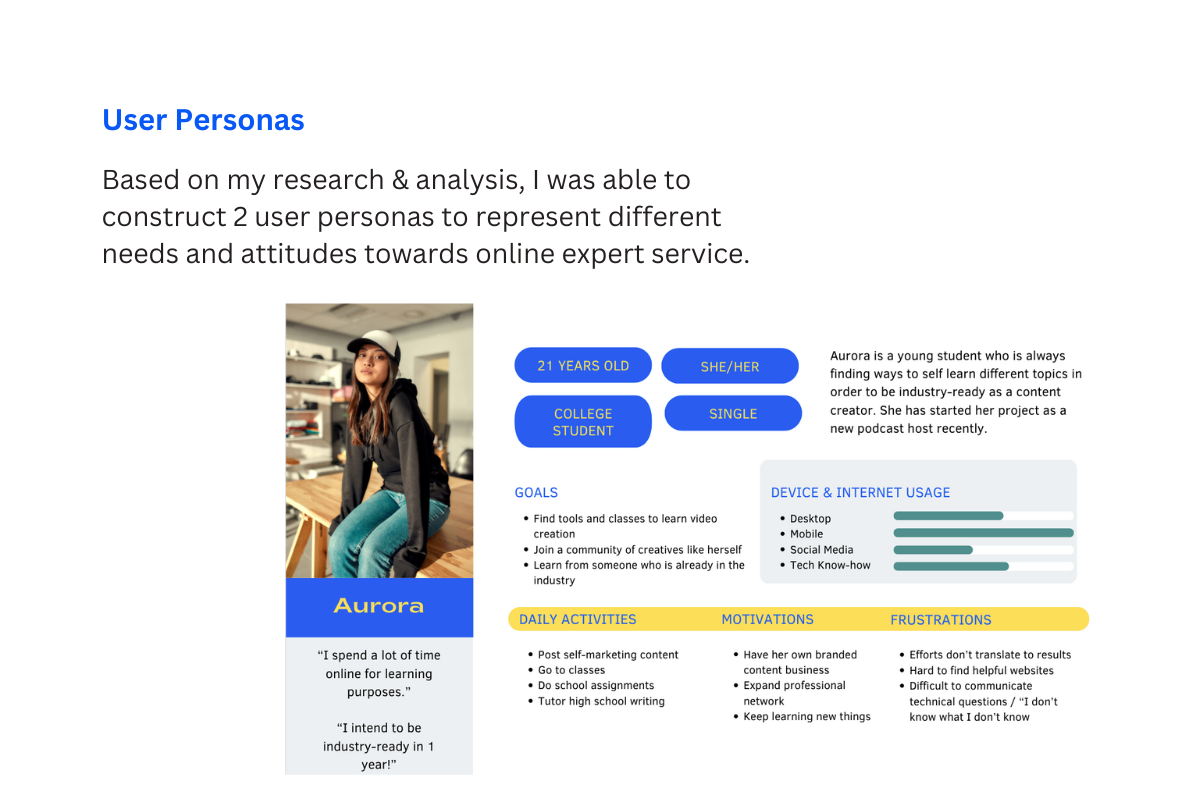 User Personas
Based on my research & analysis, I was able to
construct 2 user personas to represent different
needs and attitudes towards online expert service.
Aurora
“I spend a lot of time
online for learning
purposes.”
“I intend to be
industry-ready in 1
year!”
21 YEARS OLD
SHE/HER
COLLEGE
STUDENT
SINGLE
Aurora is a young student who is always
finding ways to self learn different topics in
order to be industry-ready as a content
creator. She has started her project as a
new podcast host recently.
GOALS
• Find tools and classes to learn video
creation
• Join a community of creatives like herself
• Learn from someone who is already in the
industry
DEVICE & INTERNET USAGE
• Desktop
• Mobile
• Social Media
• Tech Know-how
DAILY ACTIVITIES
• Post self-marketing content
• Go to classes
• Do school assignments
• Tutor high school writing
MOTIVATIONS
• Have her own branded
content business
• Expand professional
network
• Keep learning new things
FRUSTRATIONS
• Efforts don’t translate to results
• Hard to find helpful websites
• Difficult to communicate
technical questions / “I don’t
know what I don’t know